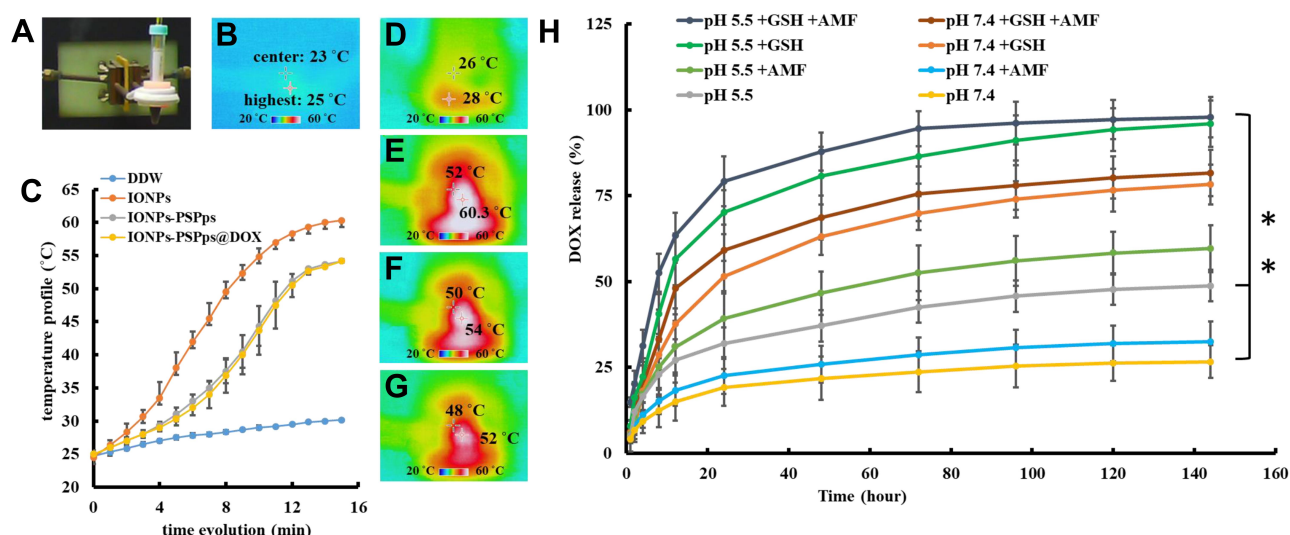 A
B
center: 23 °C
highest: 25 °C
20 °C 60 °C
C
temperature profile (°C)
65
60
55
50
45
40
35
30
25
20
DDW
IONPs
IONPs-PSPps
IONPs-PSPps@DOX
0 4 8 12 16
time evolution (min)
D
26 °C
28 °C
20 °C 60 °C
E
52 °C
60.3 °C
20 °C 60 °C
F
50 °C
54 °C
20 °C 60 °C
G
48 °C
52 °C
20 °C 60 °C
H
DOX release (%)
125
100
75
50
25
0
pH 5.5 +GSH +AMF pH 7.4 +GSH +AMF
pH 5.5 +GSH pH 7.4 +GSH
pH 5.5 +AMF pH 7.4 +AMF
pH 5.5 pH 7.4
*
*
0 20 40 60 80 100 120 140 160
Time (hour)